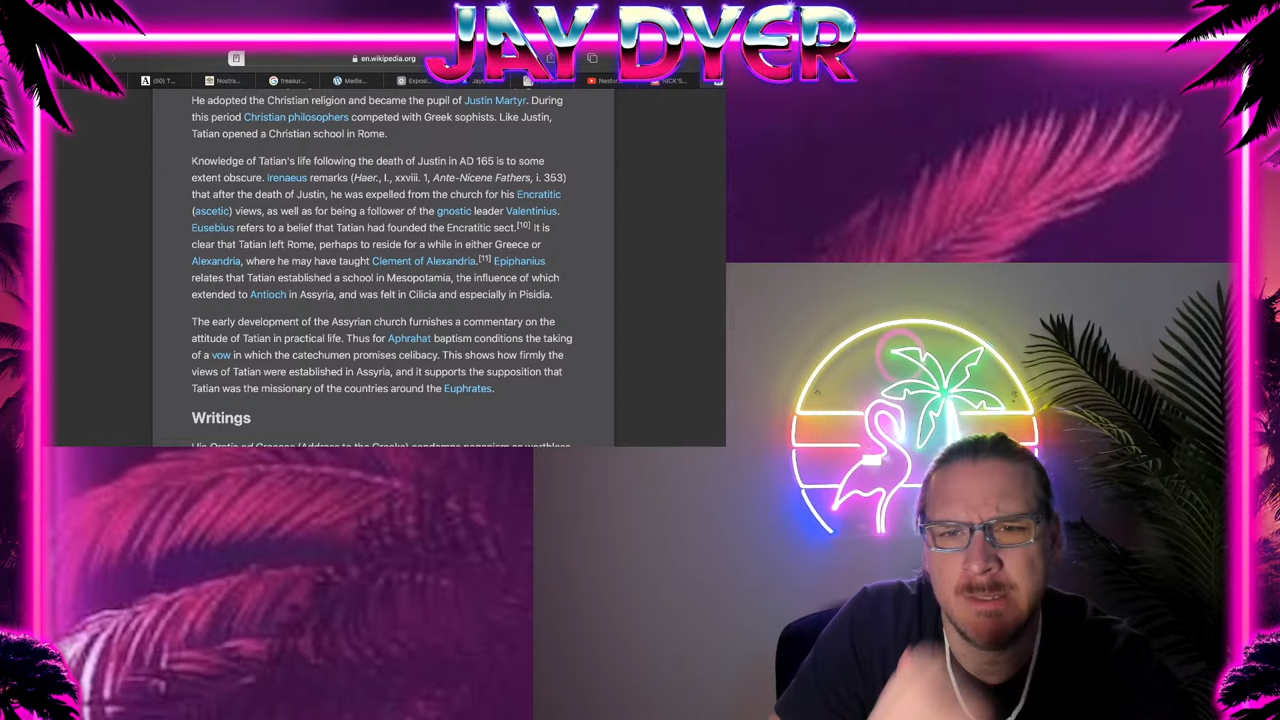 JAY DYER
en.wikipedia.org
(50) T...
Nostra...
treasur...
Medie...
Exposi...
Nestor...
NICK'S...
He adopted the Christian religion and became the pupil of Justin Martyr. During
this period Christian philosophers competed with Greek sophists. Like Justin,
Tatian opened a Christian school in Rome.
Knowledge of Tatian's life following the death of Justin in AD 165 is to some
extent obscure. Irenaeus remarks (Haer., I., xxviii. 1, Ante-Nicene Fathers, i. 353)
that after the death of Justin, he was expelled from the church for his Encratitic
(ascetic) views, as well as for being a follower of the gnostic leader Valentinius.
Eusebius refers to a belief that Tatian had founded the Encratitic sect.[10] It is
clear that Tatian left Rome, perhaps to reside for a while in either Greece or
Alexandria, where he may have taught Clement of Alexandria.[11] Epiphanius
relates that Tatian established a school in Mesopotamia, the influence of which
extended to Antioch in Assyria, and was felt in Cilicia and especially in Pisidia.
The early development of the Assyrian church furnishes a commentary on the
attitude of Tatian in practical life. Thus for Aphrahat baptism conditions the taking
of a vow in which the catechumen promises celibacy. This shows how firmly the
views of Tatian were established in Assyria, and it supports the supposition that
Tatian was the missionary of the countries around the Euphrates.
Writings